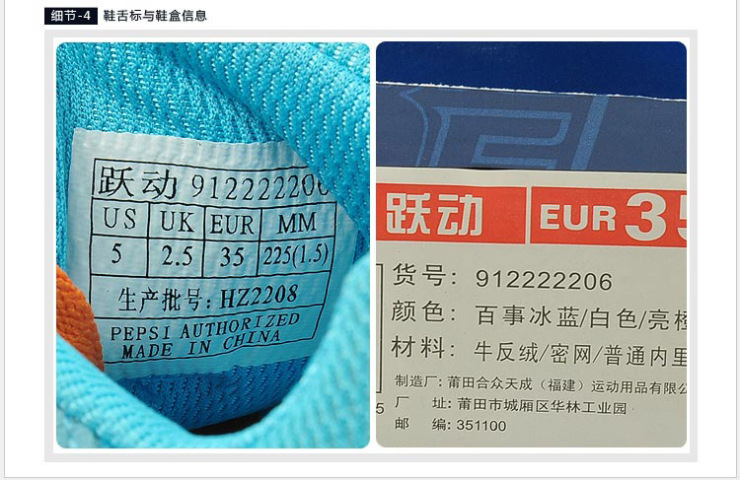 细节-4 鞋舌标与鞋盒信息
跃动 912222206
US UK EUR MM
5 2.5 35 225(1.5)
生产批号: HZ2208
PEPSI AUTHORIZED
MADE IN CHINA
跃动 EUR 35
货号: 912222206
颜色: 百事冰蓝/白色/亮橙
材料: 牛反绒/密网/普通内里
制造厂: 莆田合众天成（福建）运动用品有限公
厂 址: 莆田市城厢区华林工业园
邮 编: 351100
5